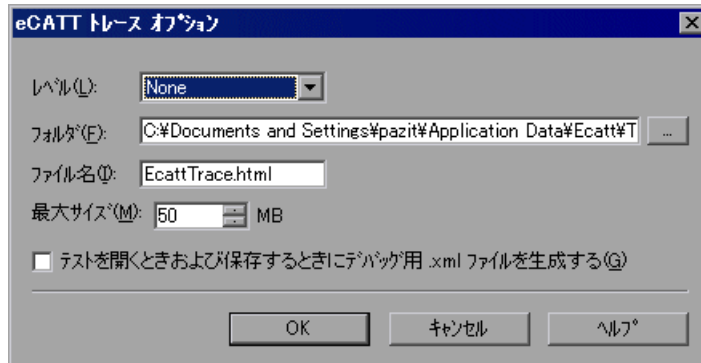 eCATT ﾄﾚｰｽ ｵﾌﾟｼｮﾝ
ﾚﾍﾞﾙ(L): None
ﾌｫﾙﾀﾞ(F): C:¥Documents and Settings¥pazit¥Application Data¥Ecatt¥T ...
ﾌｧｲﾙ名(I): EcattTrace.html
最大ｻｲｽﾞ(M): 50 MB
ﾃｽﾄを開くときおよび保存するときにﾃﾞﾊﾞｯｸﾞ用 .xml ﾌｧｲﾙを生成する(G)
OK ｷｬﾝｾﾙ ﾍﾙﾌﾟ